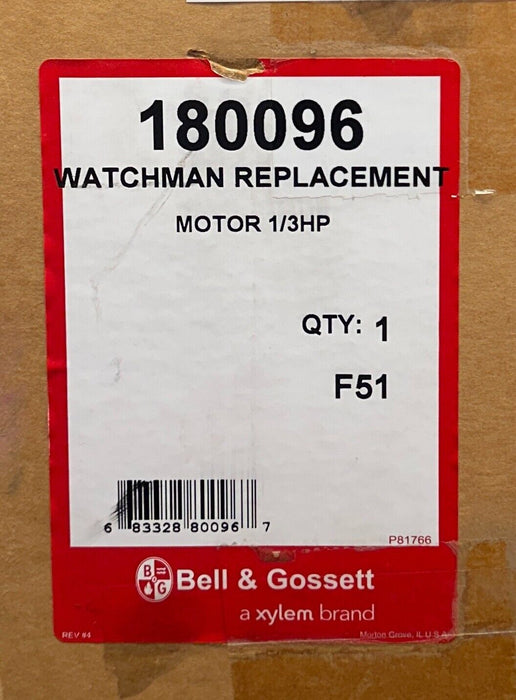 180096
WATCHMAN REPLACEMENT
MOTOR 1/3HP
QTY: 1
F51
6 83328 80096 7
P81766
B&G Bell & Gossett
a xylem brand
REV #4 Morton Grove, IL U.S.A